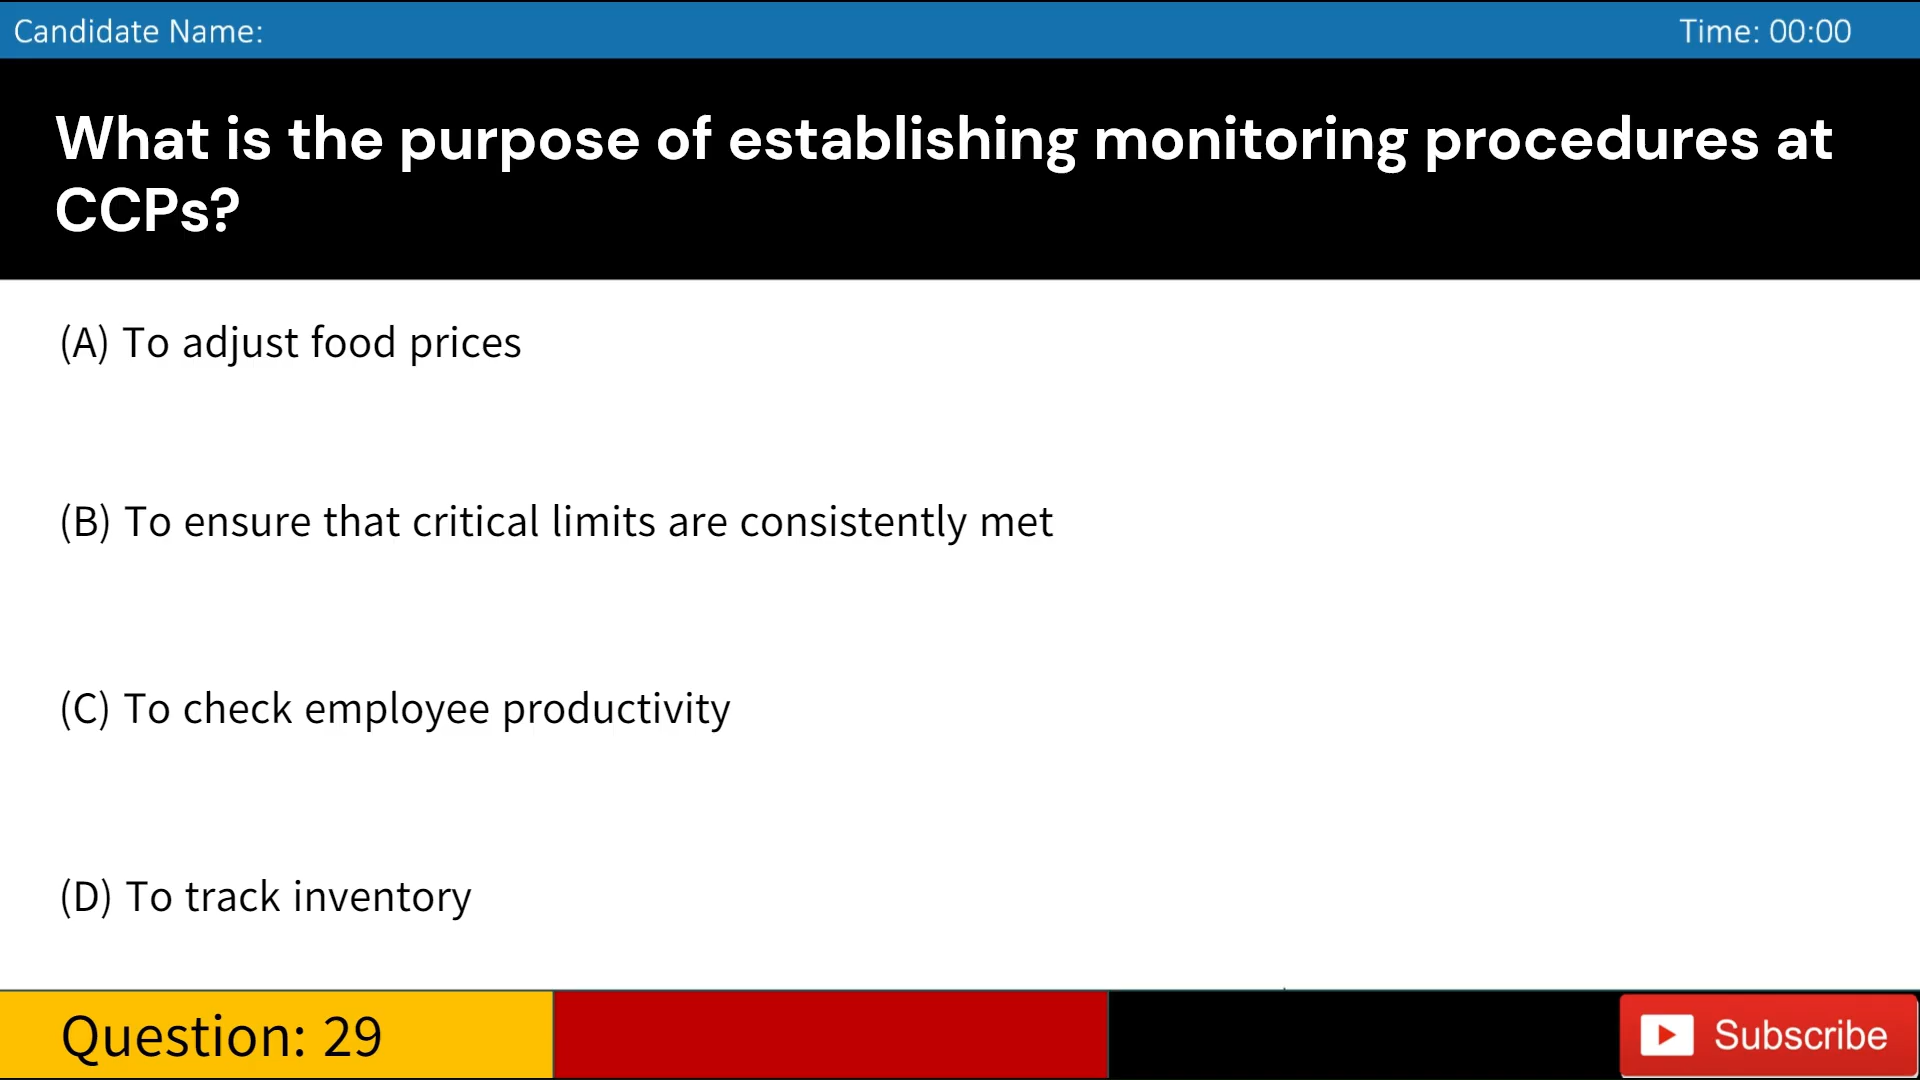 Candidate Name:
Time: 00:00
What is the purpose of establishing monitoring procedures at
CCPs?
(A) To adjust food prices
(B) To ensure that critical limits are consistently met
(C) To check employee productivity
(D) To track inventory
Question: 29
Subscribe